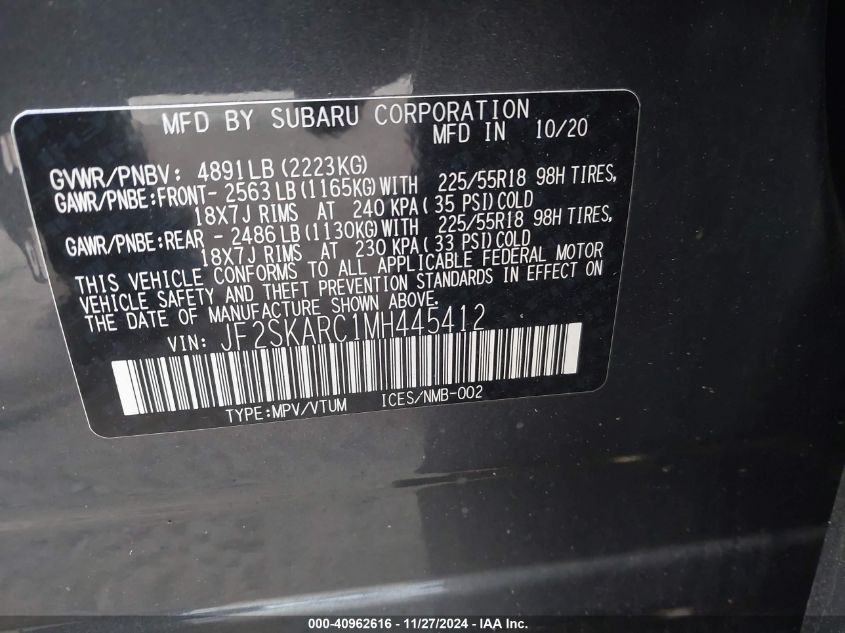 MFD BY SUBARU CORPORATION
MFD IN 10/20
GVWR/PNBV: 4891LB(2223KG)
GAWR/PNBE:FRONT- 2563LB(1165KG)WITH 225/55R18 98H TIRES,
18X7J RIMS AT 240 KPA( 35 PSI)COLD
GAWR/PNBE:REAR - 2486LB(1130KG)WITH 225/55R18 98H TIRES,
18X7J RIMS AT 230 KPA( 33 PSI)COLD
THIS VEHICLE CONFORMS TO ALL APPLICABLE FEDERAL MOTOR
VEHICLE SAFETY AND THEFT PREVENTION STANDARDS IN EFFECT ON
THE DATE OF MANUFACTURE SHOWN ABOVE.
VIN: JF2SKARC1MH445412
TYPE:MPV/VTUM ICES/NMB-002
000-40962616 - 11/27/2024 - IAA Inc.